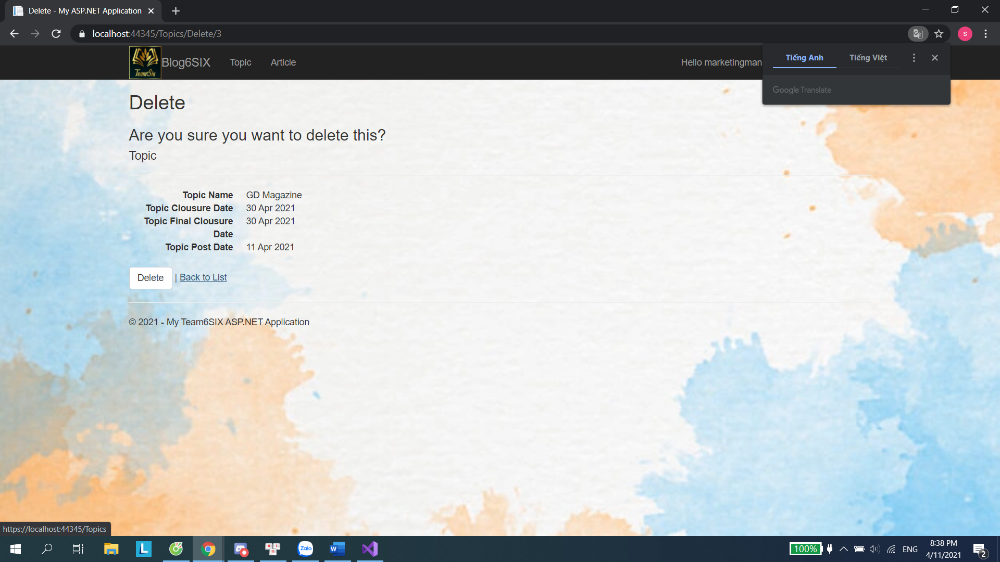 Delete - My ASP.NET Application
localhost:44345/Topics/Delete/3
s
TeamSix
Blog6SIX
Topic
Article
Hello marketingman
Tiếng Anh
Tiếng Việt
Google Translate
Delete
Are you sure you want to delete this?
Topic
Topic Name GD Magazine
Topic Clousure Date 30 Apr 2021
Topic Final Clousure 30 Apr 2021
Date
Topic Post Date 11 Apr 2021
Delete | Back to List
© 2021 - My Team6SIX ASP.NET Application
https://localhost:44345/Topics
L
u
i
n
Zalo
W
100%
ENG
8:38 PM
4/11/2021
2